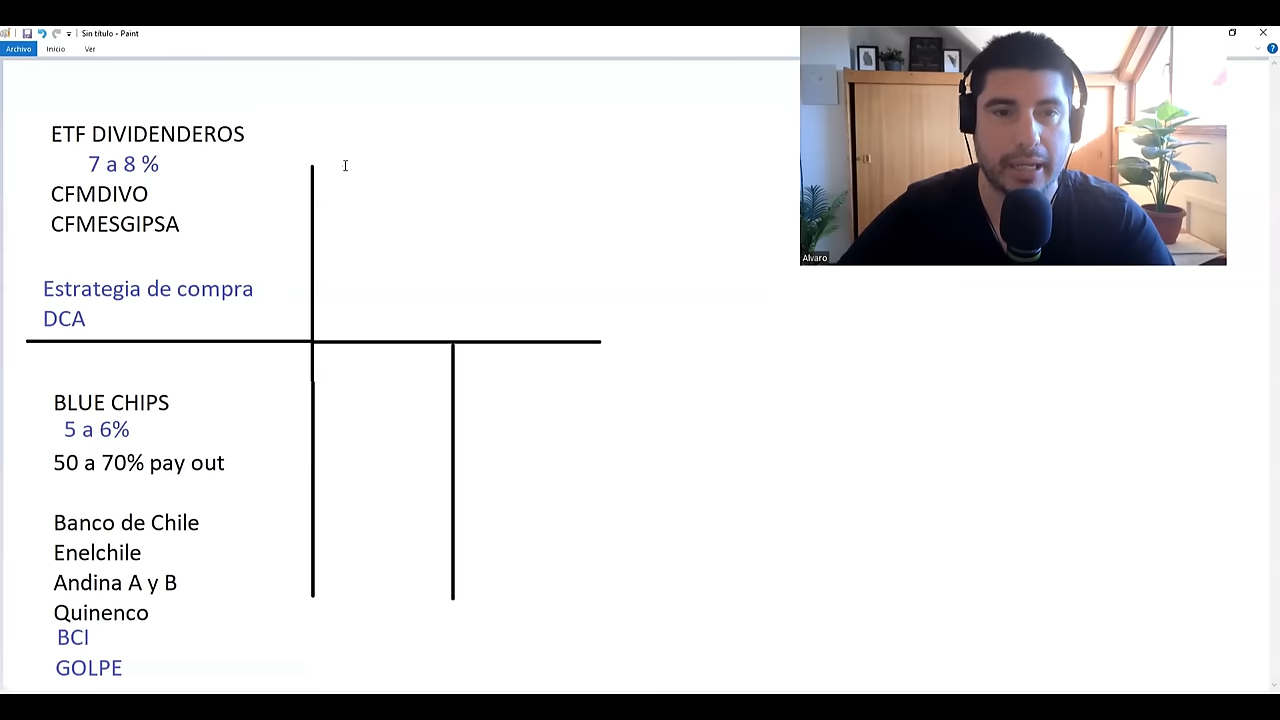 Sin título - Paint
Archivo Inicio Ver
ETF DIVIDENDEROS
7 a 8 %
CFMDIVO
CFMESGIPSA
Estrategia de compra
DCA
BLUE CHIPS
5 a 6%
50 a 70% pay out
Banco de Chile
Enelchile
Andina A y B
Quinenco
BCI
GOLPE
Alvaro